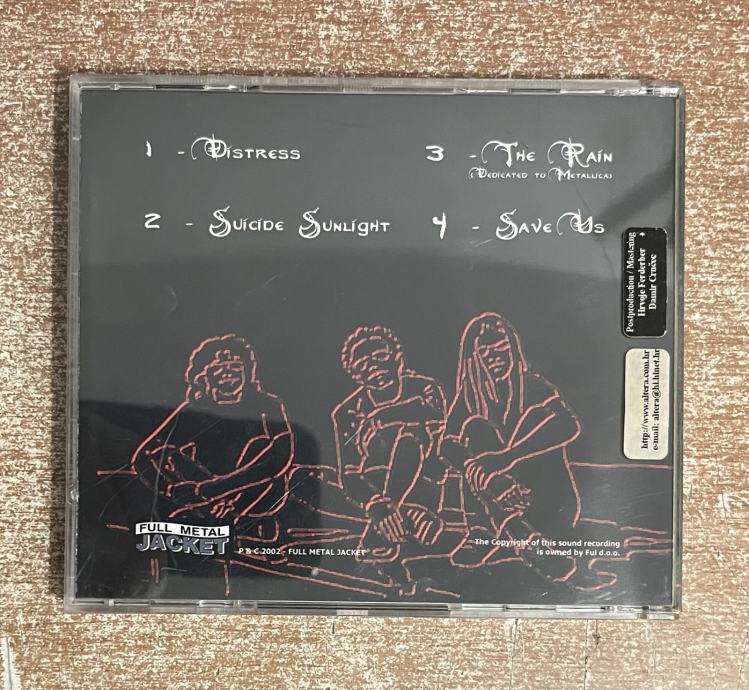 1 - Distress
2 - Suicide Sunlight
3 - The Rain
(Dedicated to Metallica)
4 - Save Us
Postproduction / Mastering
Hrvoje Ferderber
Damir Crnčec
http://www.altera.com.hr
e-mail: altera@hi.hinet.hr
FULL METAL
JACKET
P & C 2002 - FULL METAL JACKET
The Copyright of this sound recording
is owned by Ful d.o.o.